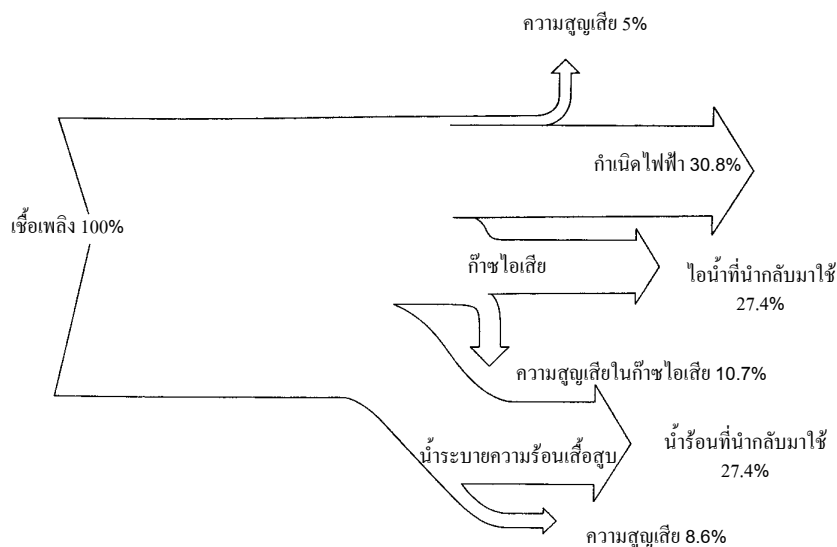 ความสูญเสีย 5%
กำเนิดไฟฟ้า 30.8%
เชื้อเพลิง 100%
ก๊าซไอเสีย
ไอน้ำที่นำกลับมาใช้
27.4%
ความสูญเสียในก๊าซไอเสีย 10.7%
น้ำร้อนที่นำกลับมาใช้
27.4%
น้ำระบายความร้อนเสื้อสูบ
ความสูญเสีย 8.6%